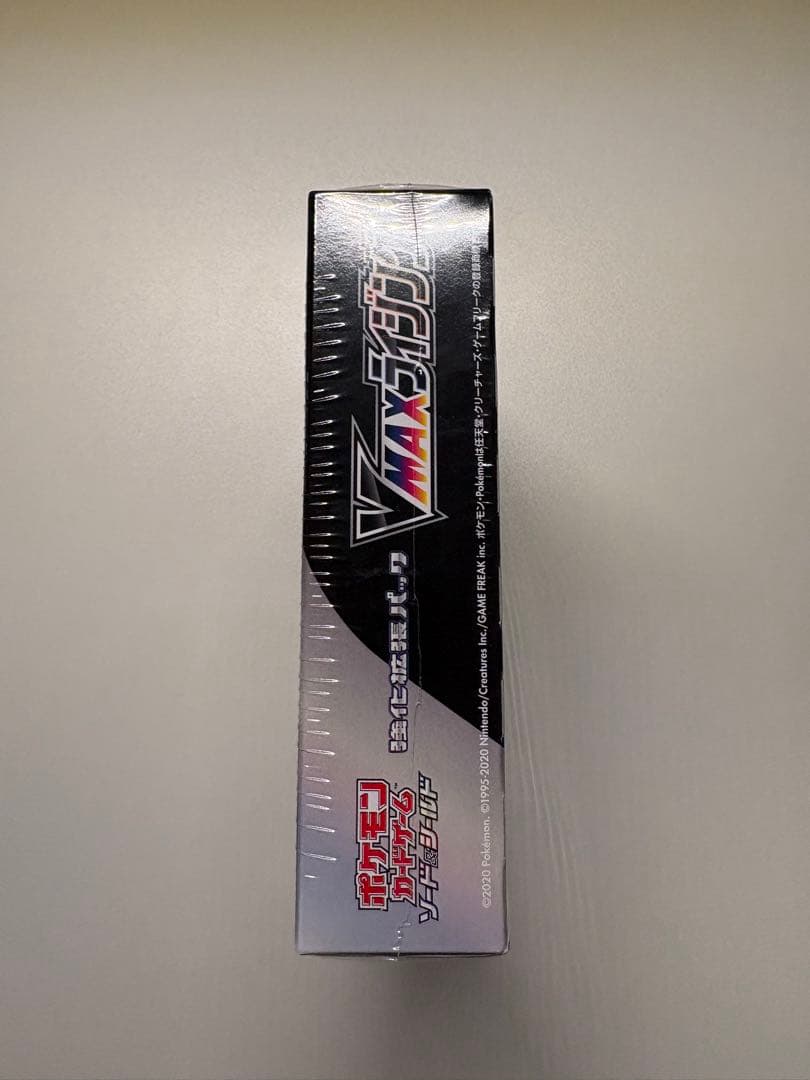 ポケモン
カードゲーム
ソード&シールド
強化拡張パック
VMAXライジング
©2020 Pokémon. ©1995-2020 Nintendo/Creatures Inc./GAME FREAK inc. ポケモン・Pokémonは任天堂・クリーチャーズ・ゲームフリークの登録商標